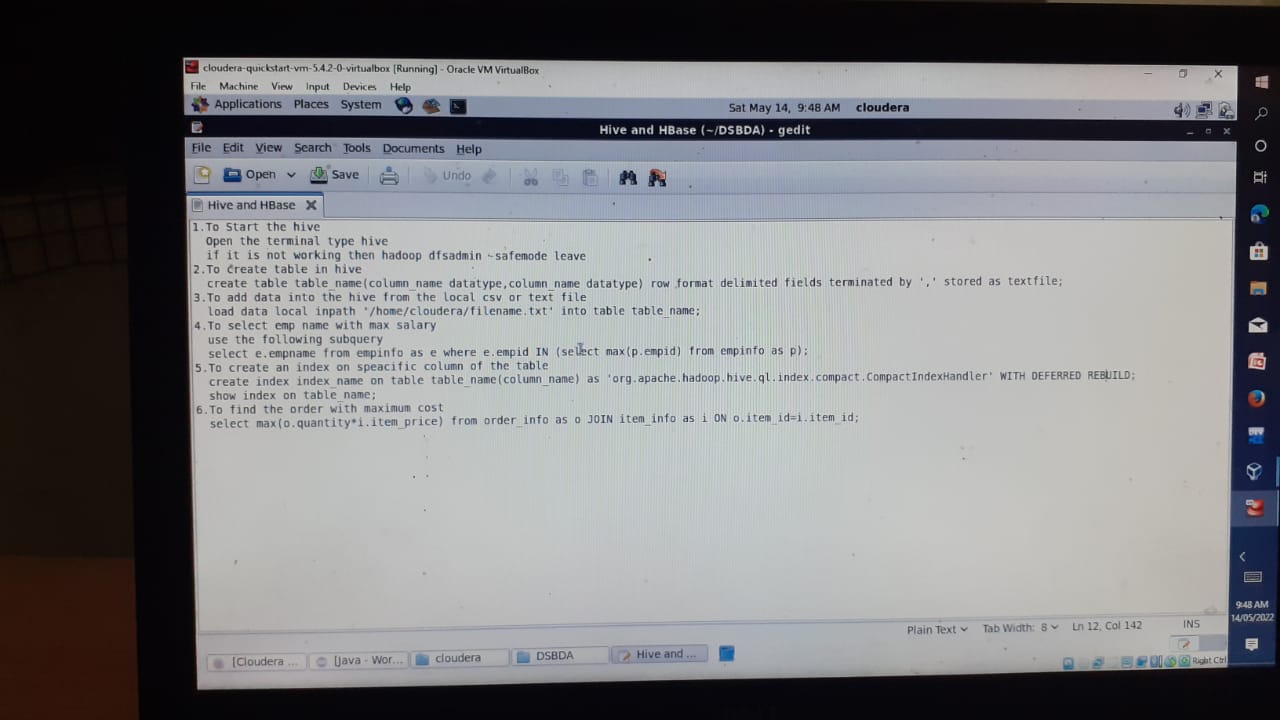 cloudera-quickstart-vm-5.4.2-0-virtualbox [Running] - Oracle VM VirtualBox
File Machine View Input Devices Help
Applications Places System Sat May 14, 9:48 AM cloudera
Hive and HBase (~/DSBDA) - gedit
File Edit View Search Tools Documents Help
Open Save Undo
Hive and HBase
1.To Start the hive
Open the terminal type hive
if it is not working then hadoop dfsadmin -safemode leave
2.To create table in hive
create table table_name(column_name datatype,column_name datatype) row format delimited fields terminated by ',' stored as textfile;
3.To add data into the hive from the local csv or text file
load data local inpath '/home/cloudera/filename.txt' into table table_name;
4.To select emp name with max salary
use the following subquery
select e.empname from empinfo as e where e.empid IN (select max(p.empid) from empinfo as p);
5.To create an index on speacific column of the table
create index index_name on table table_name(column_name) as 'org.apache.hadoop.hive.ql.index.compact.CompactIndexHandler' WITH DEFERRED REBUILD;
show index on table_name;
6.To find the order with maximum cost
select max(o.quantity*i.item_price) from order_info as o JOIN item_info as i ON o.item_id=i.item_id;
Plain Text Tab Width: 8 Ln 12, Col 142 INS
[Cloudera ... [Java - Wor... cloudera DSBDA Hive and ...
Right Ctrl
9:48 AM
14/05/2022